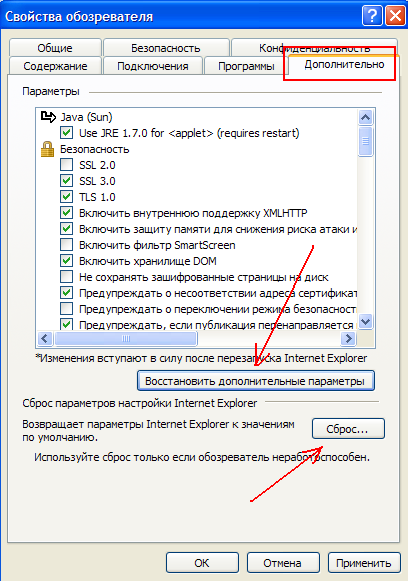 Свойства обозревателя
Общие Безопасность Конфиденциальность
Содержание Подключения Программы Дополнительно
Параметры
Java (Sun)
Use JRE 1.7.0 for <applet> (requires restart)
Безопасность
SSL 2.0
SSL 3.0
TLS 1.0
Включить внутреннюю поддержку XMLHTTP
Включить защиту памяти для снижения риска атаки и
Включить фильтр SmartScreen
Включить хранилище DOM
Не сохранять зашифрованные страницы на диск
Предупреждать о несоответствии адреса сертификат
Предупреждать о переключении режима безопасност
Предупреждать, если публикация перенаправляется
*Изменения вступают в силу после перезапуска Internet Explorer
Восстановить дополнительные параметры
Сброс параметров настройки Internet Explorer
Возвращает параметры Internet Explorer к значениям
по умолчанию.
Сброс...
Используйте сброс только если обозреватель неработоспособен.
OK Отмена Применить